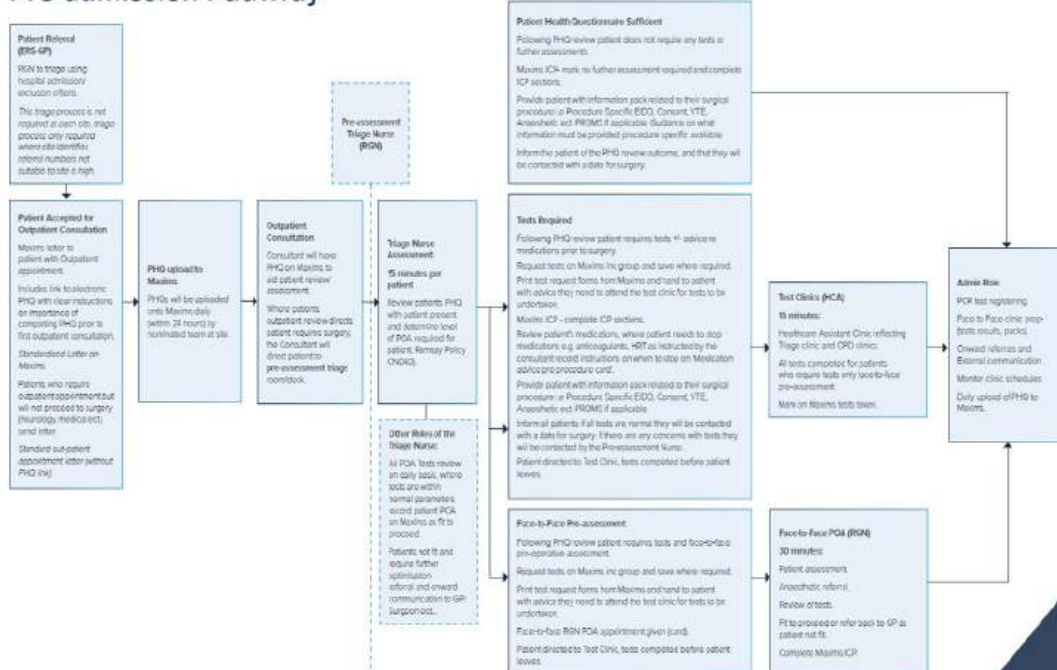 Pre-admission Pathway
Patient Referral
(ERS-GP)
RGN to triage using
hospital admission/
exclusion criteria.
This triage process is not
required at each site, triage
process only required
where site identifies
referral numbers not
suitable to site is high.
Patient Accepted for
Outpatient Consultation
Maxims letter to
patient with Outpatient
appointment.
Includes link to electronic
PHQ with clear instructions
on importance of
completing PHQ prior to
first outpatient consultation.
Standardised Letter on
Maxims.
Patients who require
outpatient appointment but
will not proceed to surgery
(neurology medical ect)
send letter
Standard out-patient
appointment letter (without
PHQ link)
PHQ upload to
Maxims
PHQs will be uploaded
onto Maxims daily
(within 24 hours) by
nominated team at site.
Outpatient
Consultation
Consultant will have
PHQ on Maxims to
aid patient review
assessment.
Where patients
outpatient review directs
patient requires surgery,
the Consultant will
direct patient to
pre-assessment triage
room/desk.
Pre-assessment
Triage Nurse
(RGN)
Triage Nurse
Assessment:
15 minutes per
patient
Review patients PHQ
with patient present
and determine level
of POA required for
patient. Ramsay Policy
Other Roles of the
Triage Nurse:
All POA Tests review
on daily basis, where
tests are within
normal parameters,
record patient POA
on Maxims as fit to
proceed.
Patients not fit and
require further
optimisation
referral and onward
communication to GP/
Surgeon ect..
Patient Health Questionnaire Sufficient
Following PHQ review patient does not require any tests or
further assessments.
Maxims ICP- mark no further assessment required and complete
ICP sections.
Provide patient with information pack related to their surgical
procedure i.e Procedure Specific EIDO, Consent, VTE,
Anaesthetic ect. PROMS if applicable. Guidance on what
information must be provided procedure specific available.
Inform the patient of the PHQ review outcome, and that they will
be contacted with a date for surgery.
Tests Required
Following PHQ review patient requires tests +/- advice re
medications prior to surgery.
Request tests on Maxims inc group and save where required.
Print test request forms from Maxims and hand to patient
with advice they need to attend the test clinic for tests to be
undertaken.
Maxims ICP - complete ICP sections.
Review patient's medications, where patient needs to stop
medications e.g. anticoagulants, HRT as instructed by the
consultant record instructions on when to stop on 'Medication
advice pre procedure card'.
Provide patient with information pack related to their surgical
procedure i.e Procedure Specific EIDO, Consent, VTE,
Anaesthetic ect. PROMS if applicable
Inform all patients if all tests are normal they will be contacted
with a date for surgery, if there are any concerns with tests they
will be contacted by the Pre-assessment Nurse.
Patient directed to Test Clinic, tests completed before patient
leaves.
Face-to-Face Pre-assessment
Following PHQ review patient requires tests and face-to-face
pre-operative assessment.
Request tests on Maxims inc group and save where required.
Print test request forms from Maxims and hand to patient
with advice they need to attend the test clinic for tests to be
undertaken.
Face-to-face RGN POA appointment given (card).
Patient directed to Test Clinic, tests completed before patient
leaves.
Test Clinics (HCA)
15 minutes:
Healthcare Assistant Clinic reflecting
Triage clinic and OPD clinics.
All tests completed for patients
who require tests only/face-to-face
pre-assessment.
Mark on Maxims tests taken.
Face-to-Face POA (RGN)
30 minutes:
Patient assessment.
Anaesthetic referral.
Review of tests.
Fit to proceed or refer back to GP as
patient not fit.
Complete Maxims ICP.
Admin Role
PCR test registering.
Face to Face clinic prep-
(tests results, packs).
Onward referrals and
External communication.
Monitor clinic schedules.
Daily upload of PHQ to
Maxims.